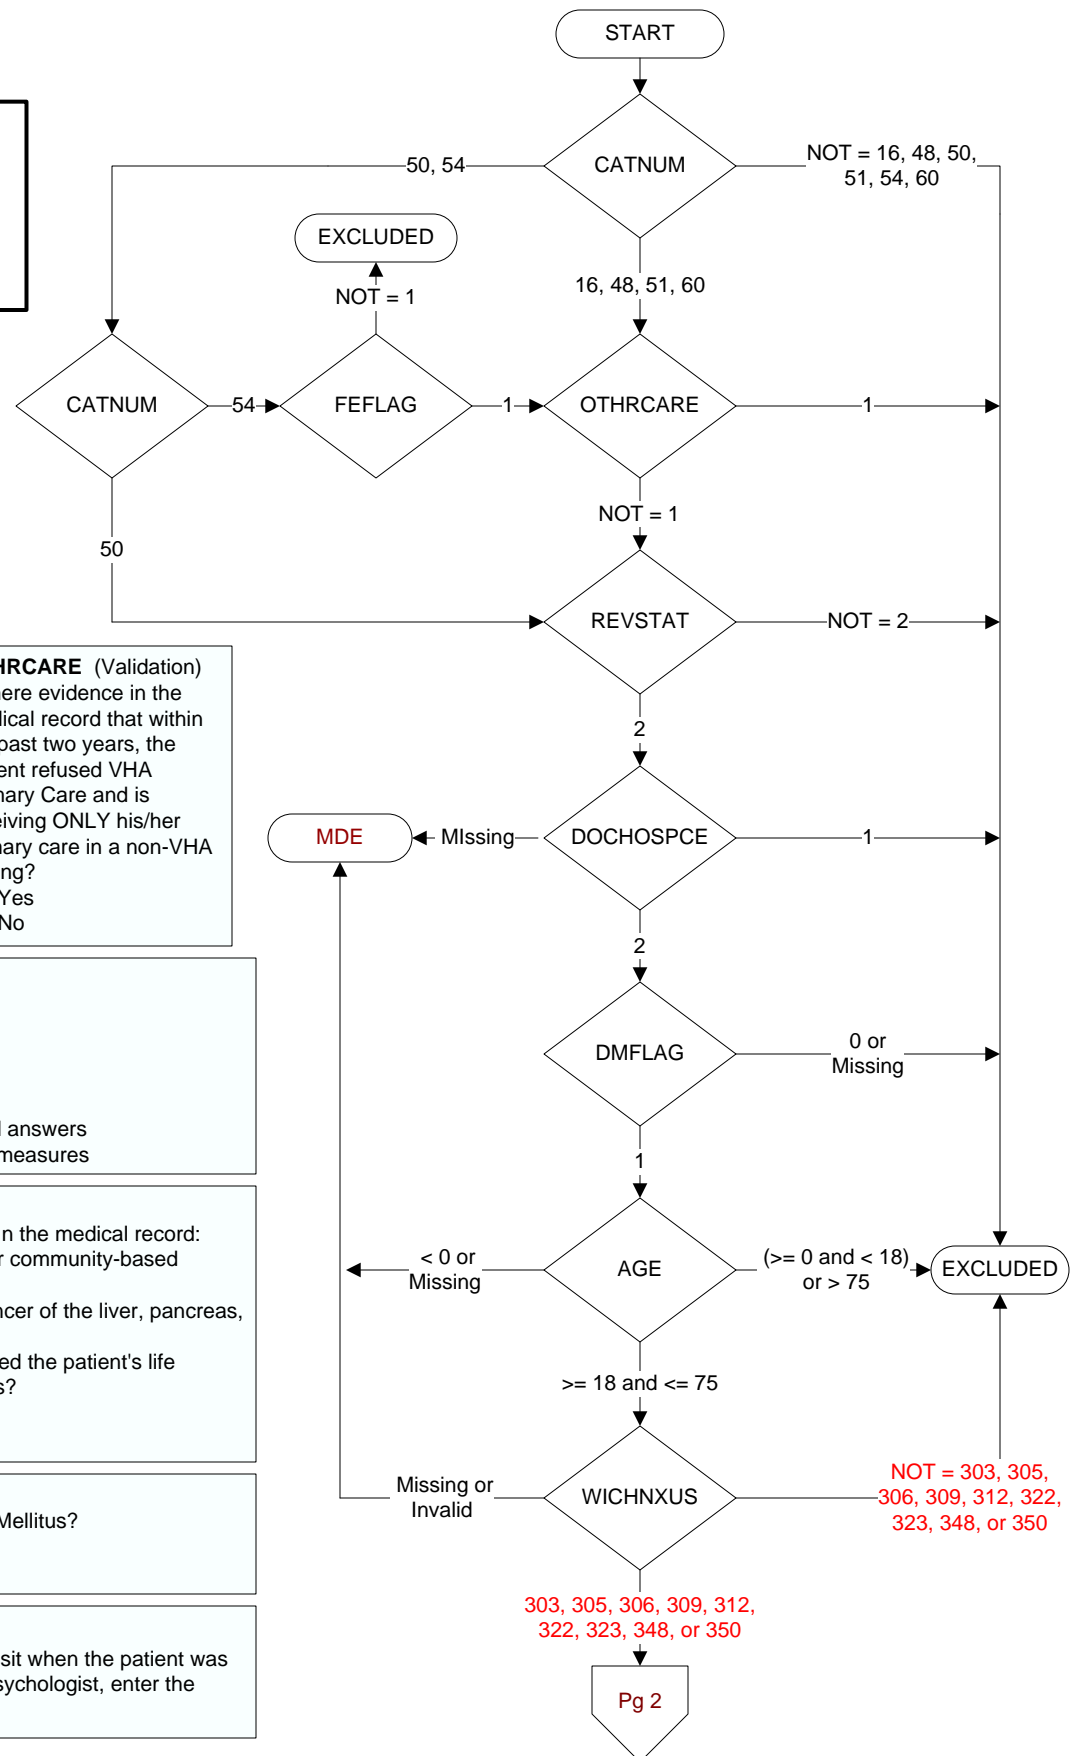 START
CATNUM
50, 54
NOT = 16, 48, 50,
51, 54, 60
EXCLUDED
NOT = 1
16, 48, 51, 60
CATNUM
54
FEFLAG
1
OTHRCARE
1
NOT = 1
50
REVSTAT
NOT = 2
2
HRCARE (Validation)
here evidence in the
dical record that within
past two years, the
ent refused VHA
nary Care and is
eiving ONLY his/her
nary care in a non-VHA
ng?
Yes
No
MDE
MIssing
DOCHOSPCE
1
2
DMFLAG
0 or
Missing
1
l answers
measures
n the medical record:
r community-based
ncer of the liver, pancreas,
ed the patient's life
s?
< 0 or
Missing
AGE
(>= 0 and < 18)
or > 75
EXCLUDED
>= 18 and <= 75
Missing or
Invalid
WICHNXUS
NOT = 303, 305,
306, 309, 312, 322,
323, 348, or 350
Mellitus?
303, 305, 306, 309, 312,
322, 323, 348, or 350
sit when the patient was
sychologist, enter the
Pg 2